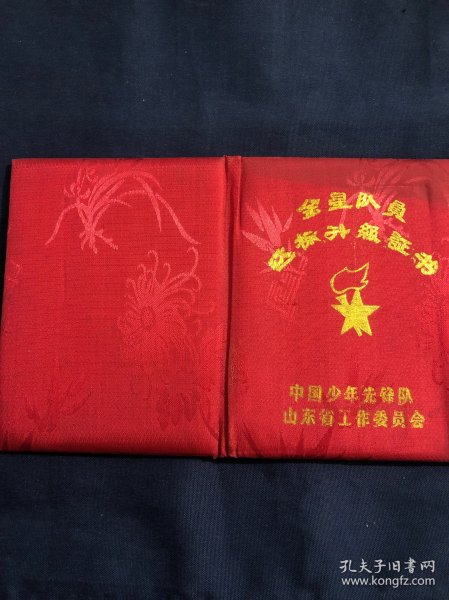 金星队员
级证书
中国少年先锋队
山东省工作委员会
孔夫子旧书网
www.kongfz.com